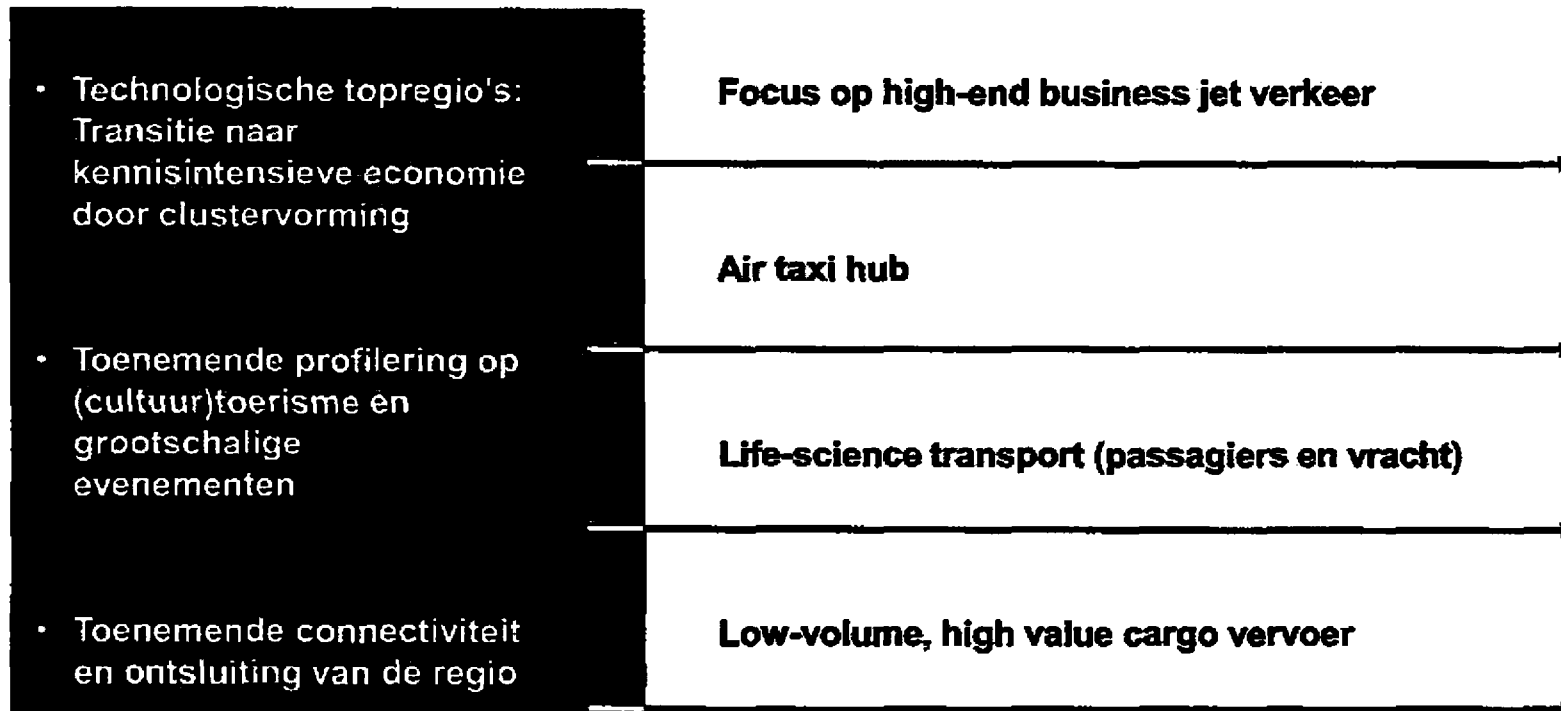 • Technologische topregio's:
Transitie naar
kennisintensieve economie
door clustervorming
• Toenemende profilering op
(cultuur)toerisme èn
grootschalige
evenementen
• Toenemende connectiviteit
en ontsluiting van de regio
Focus op high-end business jet verkeer
Air taxi hub
Life-science transport (passagiers en vracht)
Low-volume, high value cargo vervoer